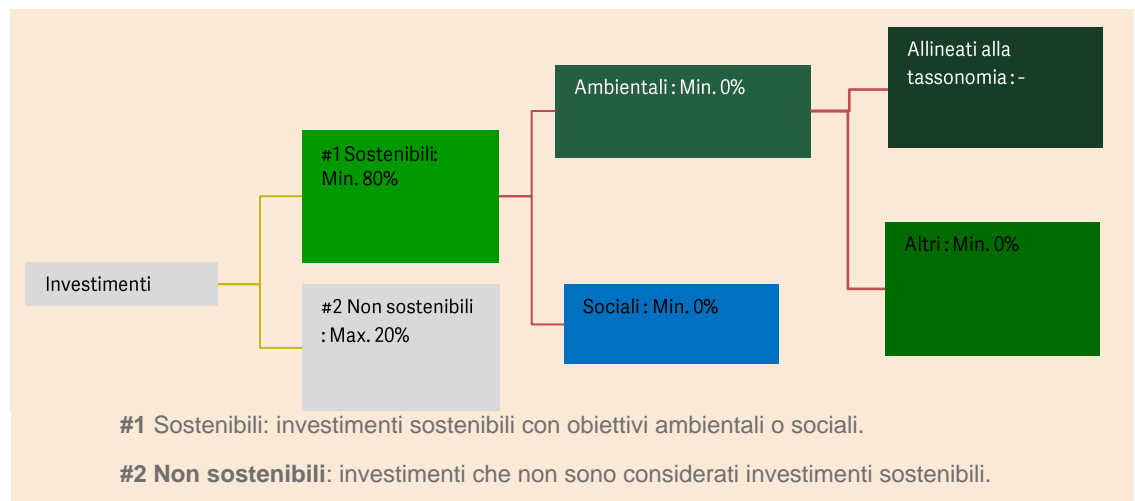 Investimenti
#1 Sostenibili:
Min. 80%
#2 Non sostenibili
: Max. 20%
Ambientali : Min. 0%
Sociali : Min. 0%
Allineati alla
tassonomia : -
Altri : Min. 0%
#1 Sostenibili: investimenti sostenibili con obiettivi ambientali o sociali.
#2 Non sostenibili: investimenti che non sono considerati investimenti sostenibili.